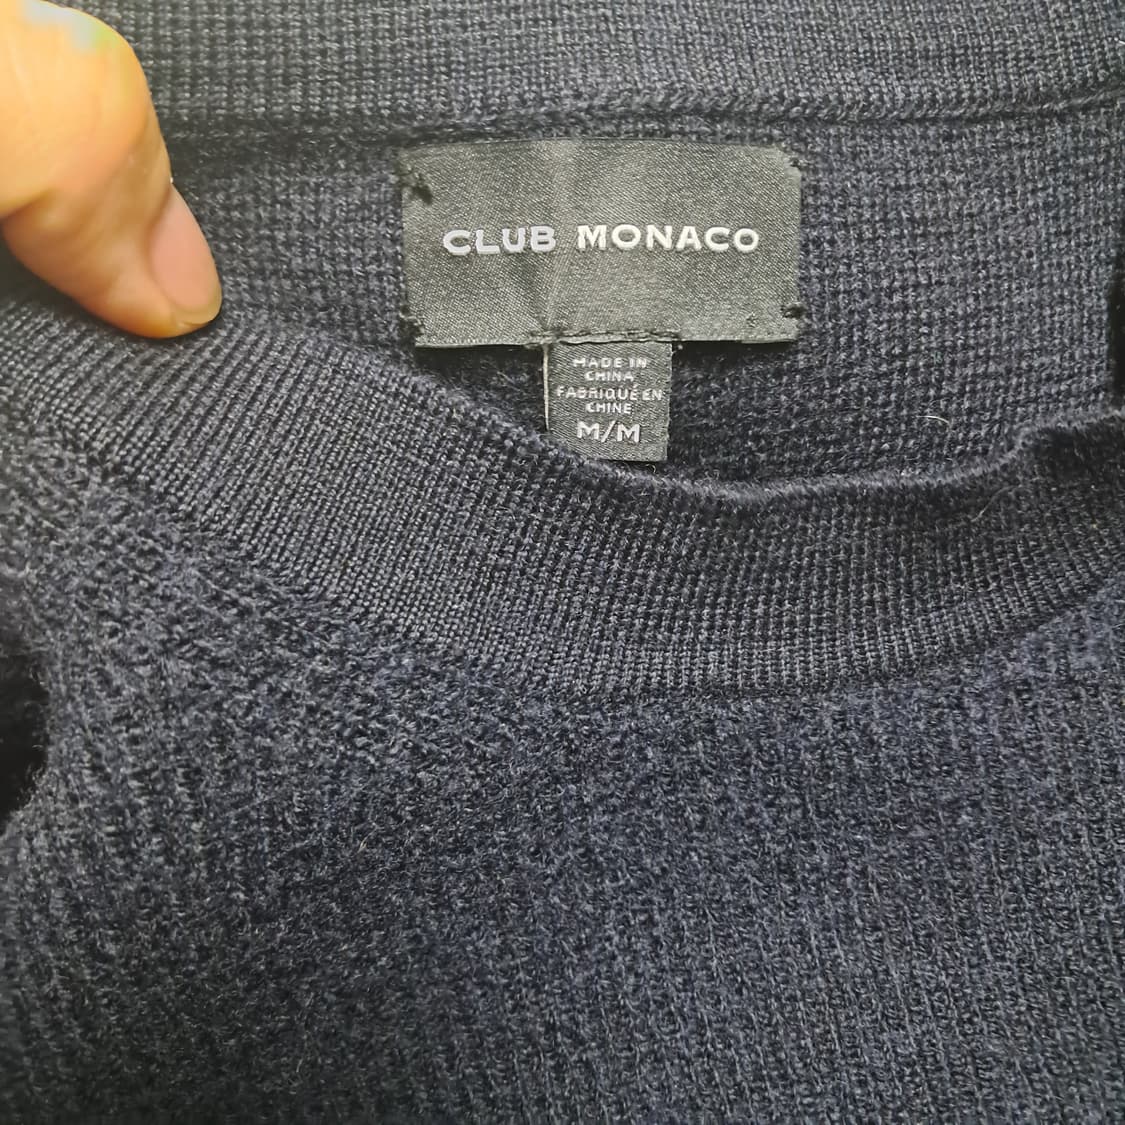 CLUB MONACO
MADE IN
CHINA
FABRIQUÉ EN
CHINE
M/M